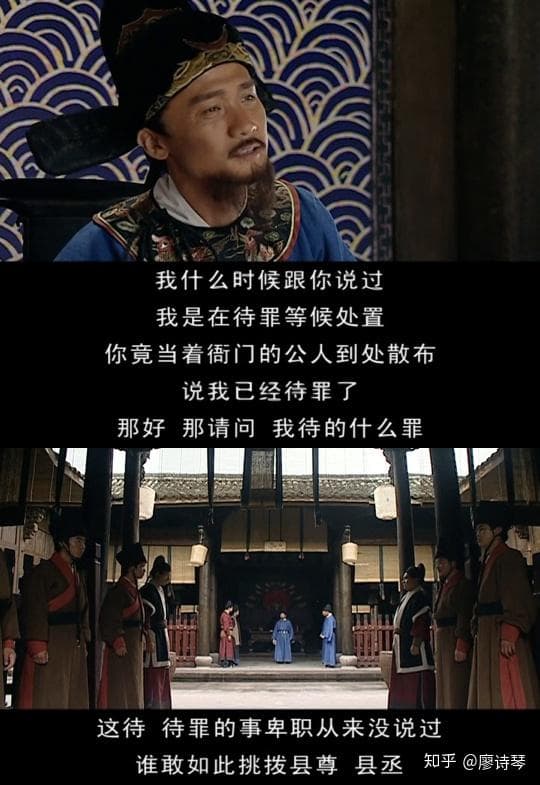 我什么时候跟你说过
我是在待罪等候处置
你竟当着衙门的公人到处散布
说我已经待罪了
那好 那请问 我待的什么罪
这待 待罪的事卑职从来没说过
谁敢如此挑拨县尊 县丞
知乎 @廖诗琴